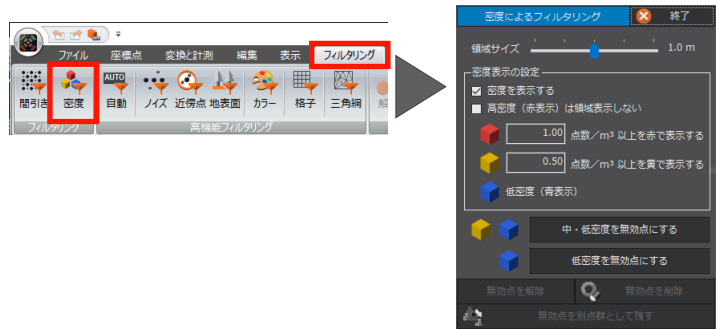 ファイル 座標点 変換と計測 編集 表示 フィルタリング
間引き 密度 自動 ノイズ 近傍点 地表面 カラー 格子 三角網
AUTO
フィルタリング 高機能フィルタリング
密度によるフィルタリング 終了
領域サイズ 1.0 m
密度表示の設定
密度を表示する
高密度（赤表示）は領域表示しない
1.00 点数／m³ 以上を赤で表示する
0.50 点数／m³ 以上を黄で表示する
低密度（青表示）
中・低密度を無効点にする
低密度を無効点にする
無効点を解除 無効点を削除
無効点を別点群として残す